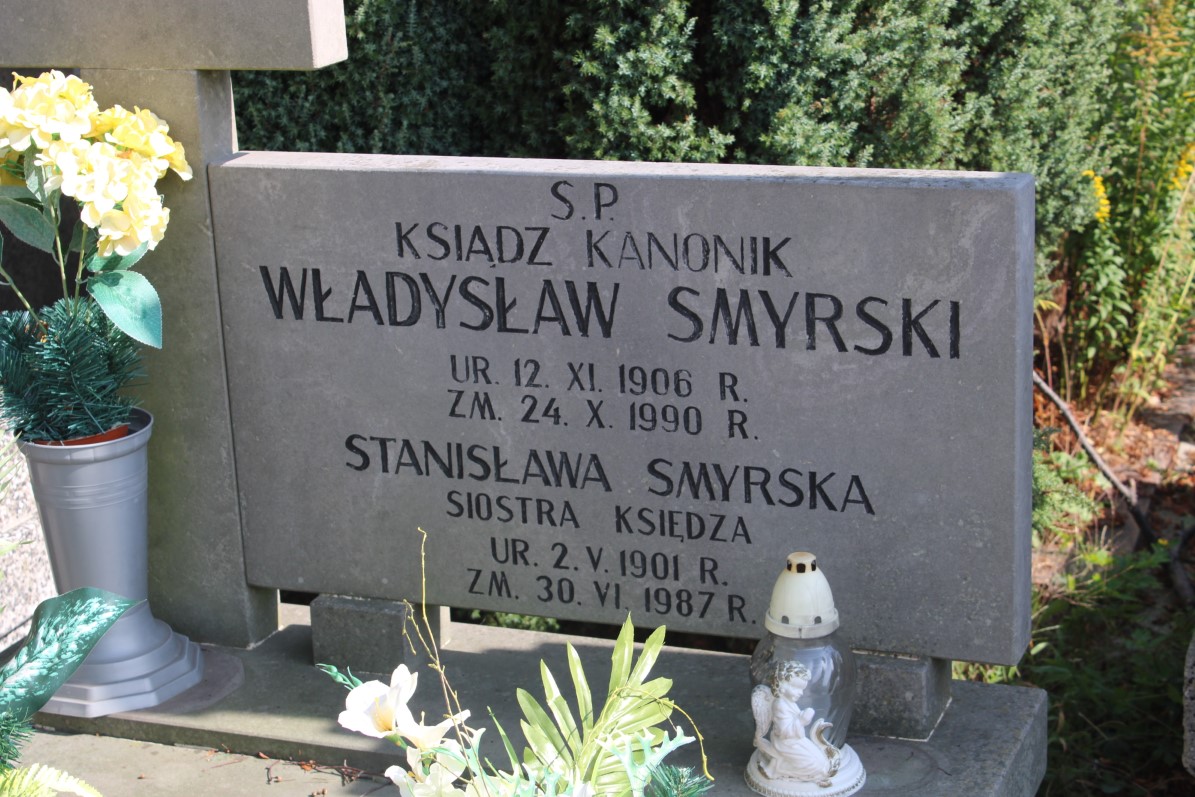 S.P.
KSIĄDZ KANONIK
WŁADYSŁAW SMYRSKI
UR. 12. XI. 1906 R.
ZM. 24. X. 1990 R.
STANISŁAWA SMYRSKA
SIOSTRA KSIĘDZA
UR. 2. V. 1901 R.
ZM. 30. VI. 1987 R.